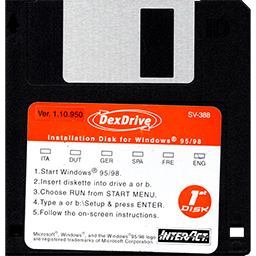 HD
DexDrive
Ver. 1.10.950
SV-388
Installation Disk for Windows® 95/98
ITA DUT GER SPA FRE ENG
1.Start Windows® 95/98.
2.Insert diskette into drive a or b.
3.Choose RUN from START MENU.
4.Type a or b:\Setup & press ENTER.
5.Follow the on-screen instructions.
1st
DISK
Microsoft®, Windows®, and the Windows®95/98 logo
are registered trademarks of Microsoft Corporation.
INTERACT